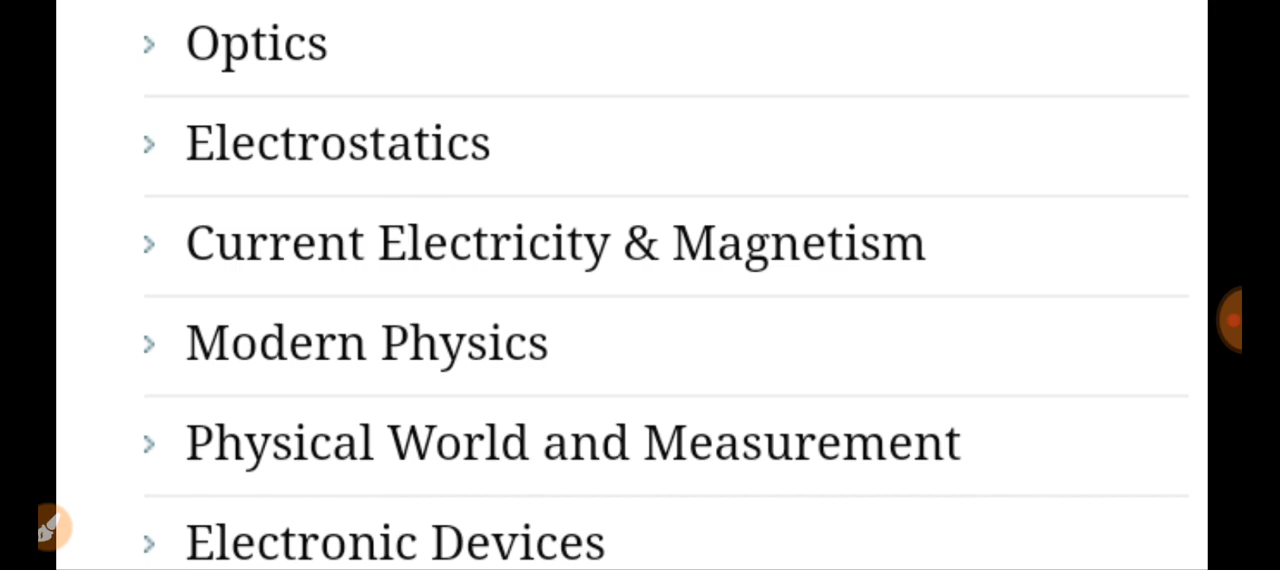 Optics
Electrostatics
Current Electricity & Magnetism
Modern Physics
Physical World and Measurement
Electronic Devices